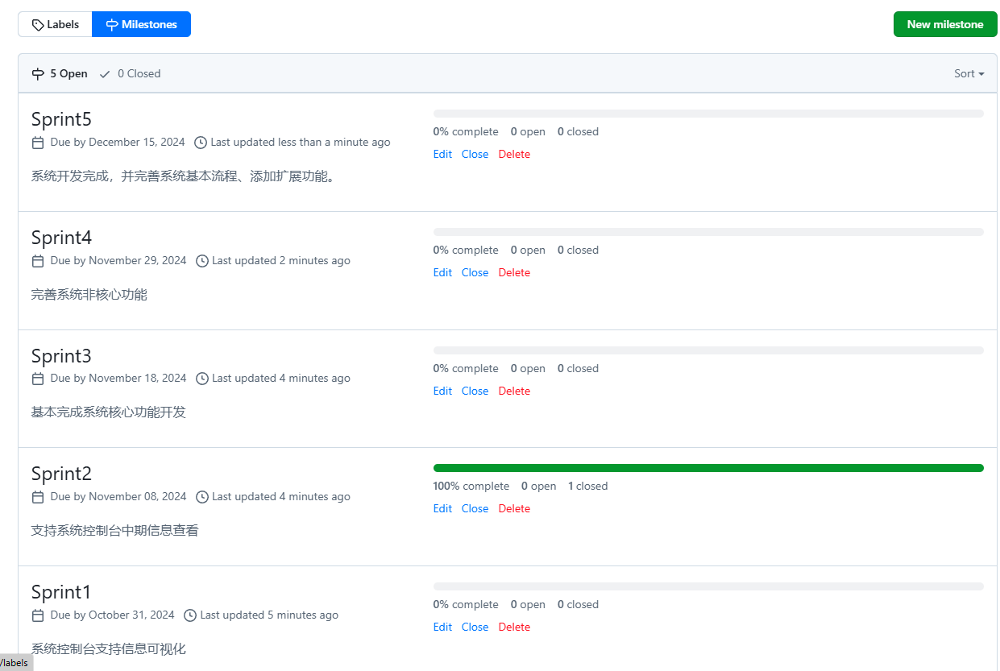 Labels Milestones New milestone
5 Open 0 Closed Sort
Sprint5
Due by December 15, 2024 Last updated less than a minute ago
系统开发完成，并完善系统基本流程、添加扩展功能。
0% complete 0 open 0 closed
Edit Close Delete
Sprint4
Due by November 29, 2024 Last updated 2 minutes ago
完善系统非核心功能
0% complete 0 open 0 closed
Edit Close Delete
Sprint3
Due by November 18, 2024 Last updated 4 minutes ago
基本完成系统核心功能开发
0% complete 0 open 0 closed
Edit Close Delete
Sprint2
Due by November 08, 2024 Last updated 4 minutes ago
支持系统控制台中期信息查看
100% complete 0 open 1 closed
Edit Close Delete
Sprint1
Due by October 31, 2024 Last updated 5 minutes ago
系统控制台支持信息可视化
0% complete 0 open 0 closed
Edit Close Delete
/labels